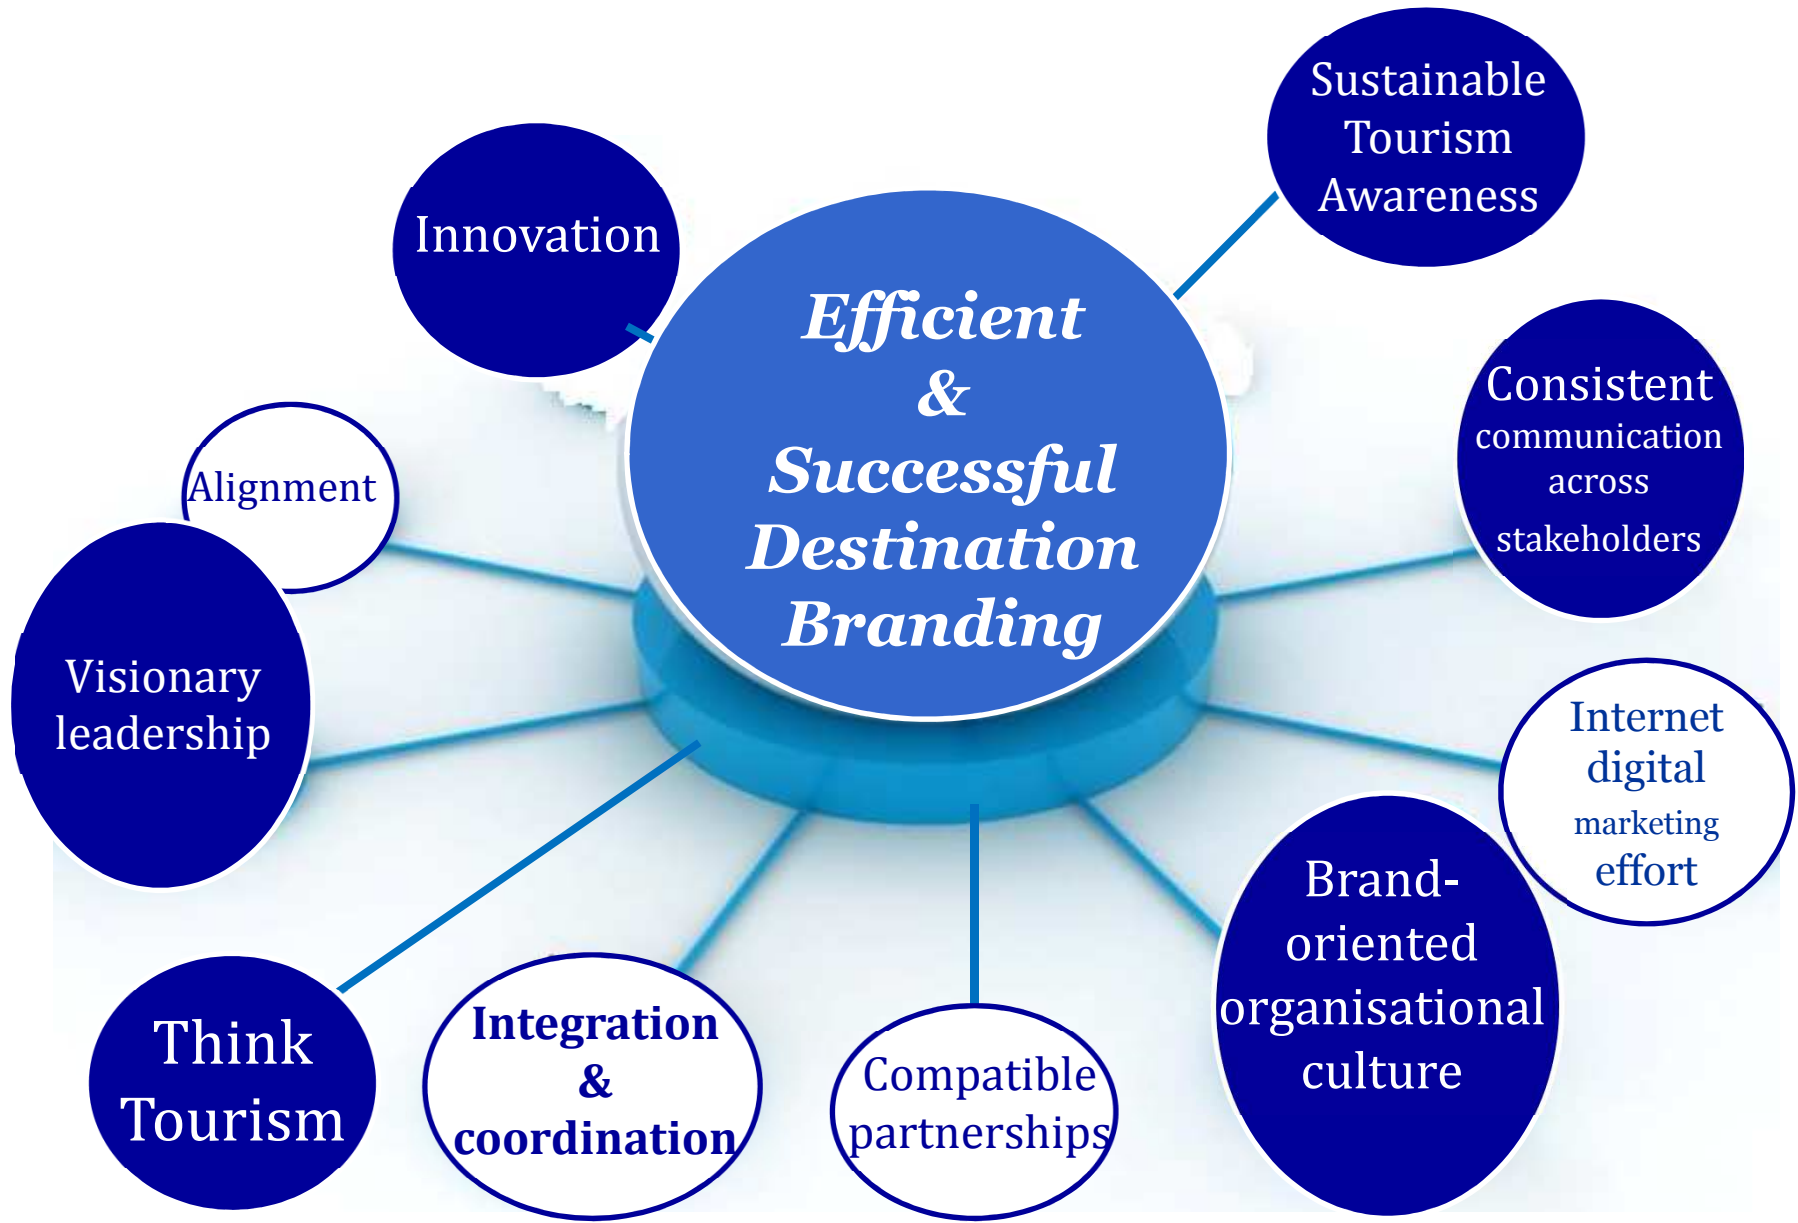 Sustainable
Tourism
Awareness
Innovation
Efficient
&
Successful
Destination
Branding
Consistent
communication
across
stakeholders
Alignment
Visionary
leadership
Internet
digital
marketing
effort
Brand-
oriented
organisational
culture
Think
Tourism
Integration
&
coordination
Compatible
partnerships